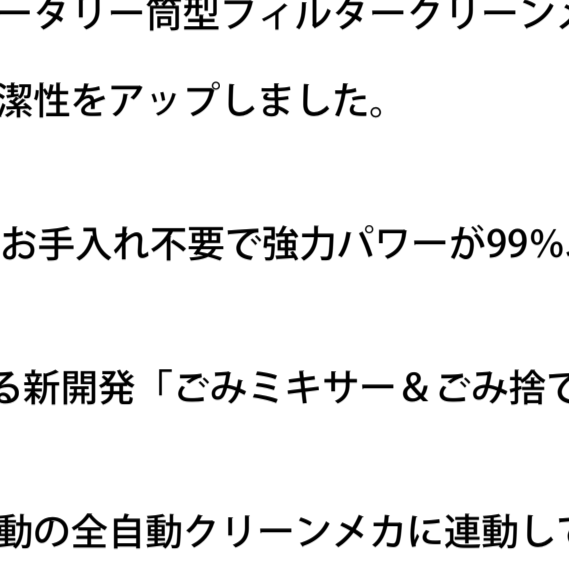 ータリー筒型フィルタークリーンメ
潔性をアップしました。
お手入れ不要で強力パワーが99%
る新開発「ごみミキサー＆ごみ捨て
動の全自動クリーンメカに連動して